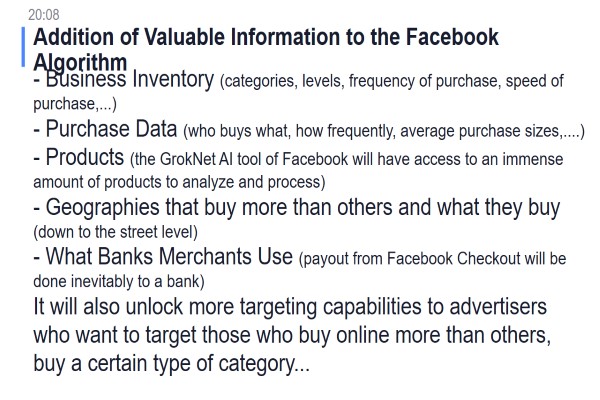 20:08
Addition of Valuable Information to the Facebook
Algorithm
- Business Inventory (categories, levels, frequency of purchase, speed of
purchase,...)
- Purchase Data (who buys what, how frequently, average purchase sizes,....)
- Products (the GrokNet AI tool of Facebook will have access to an immense
amount of products to analyze and process)
- Geographies that buy more than others and what they buy
(down to the street level)
- What Banks Merchants Use (payout from Facebook Checkout will be
done inevitably to a bank)
It will also unlock more targeting capabilities to advertisers
who want to target those who buy online more than others,
buy a certain type of category...